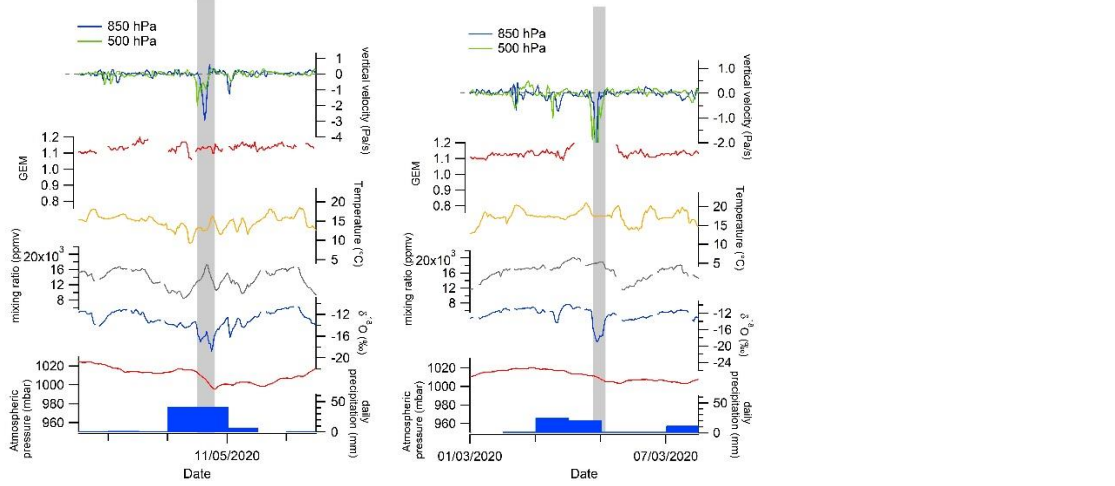 850 hPa
500 hPa
1
0
-1
-2
-3
-4
vertical velocity (Pa/s)
1.2
1.1
1.0
0.9
0.8
GEM
20
15
10
5
Temperature (°C)
20x10³
16
12
8
mixing ratio (ppmv)
-12
-16
-20
δ¹⁸O (‰)
1020
1000
980
960
Atmospheric
pressure (mbar)
50
0
daily
precipitation (mm)
11/05/2020
Date
850 hPa
500 hPa
1.0
0.0
-1.0
-2.0
vertical velocity (Pa/s)
1.2
1.1
1.0
0.9
0.8
GEM
20
15
10
5
Temperature (°C)
20x10³
16
12
8
mixing ratio (ppmv)
-12
-16
-20
-24
δ¹⁸O (‰)
1020
1000
980
960
Atmospheric
pressure (mbar)
50
0
daily
precipitation (mm)
01/03/2020
07/03/2020
Date